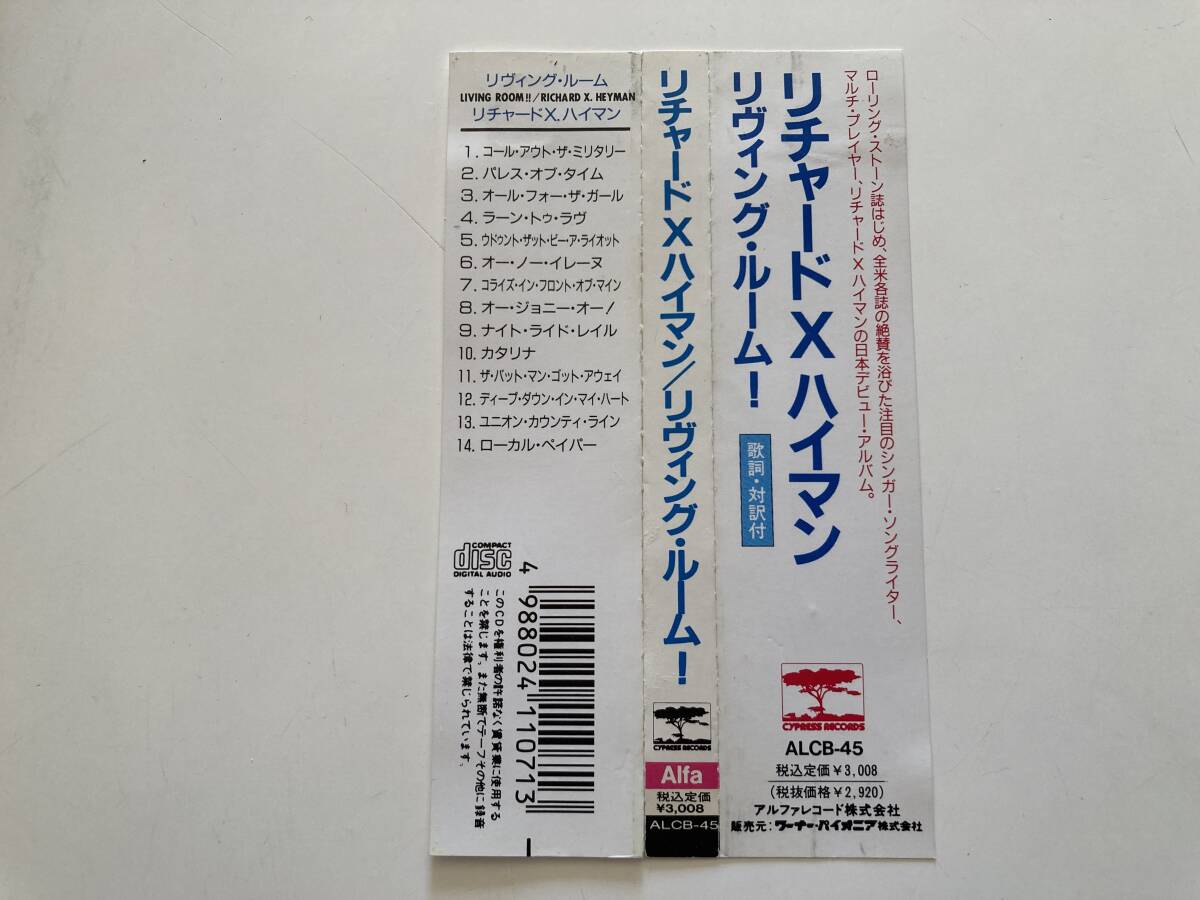 リヴィング・ルーム
LIVING ROOM!!/RICHARD X. HEYMAN
リチャードX.ハイマン
1. コール・アウト・ザ・ミリタリー
2. パレス・オブ・タイム
3. オール・フォー・ザ・ガール
4. ラーン・トゥ・ラヴ
5. ウドゥント・ザット・ビー・ア・ライオット
6. オー・ノー・イレーヌ
7. コライズ・イン・フロント・オブ・マイン
8. オー・ジョニー・オー!
9. ナイト・ライド・レイル
10. カタリナ
11. ザ・バット・マン・ゴット・アウェイ
12. ディープ・ダウン・イン・マイ・ハート
13. ユニオン・カウンティ・ライン
14. ローカル・ペイパー
COMPACT
disc
DIGITAL AUDIO
4 988024 110713
このCDを権利者の許諾なく賃貸業に使用する
ことを禁じます。また無断でテープその他に録音
することは法律で禁じられています。
リチャード X ハイマン/リヴィング・ルーム!
CYPRESS RECORDS
Alfa
税込定価
¥3,008
ALCB-45
ローリング・ストーン誌はじめ、全米各誌の絶賛を浴びた注目のシンガー・ソングライター、
マルチ・プレイヤー、リチャード X ハイマンの日本デビュー・アルバム。
リチャード X ハイマン
リヴィング・ルーム!
歌詞・対訳付
CYPRESS RECORDS
ALCB-45
税込定価¥3,008
(税抜価格¥2,920)
アルファレコード株式会社
販売元:ワーナー・パイオニア株式会社